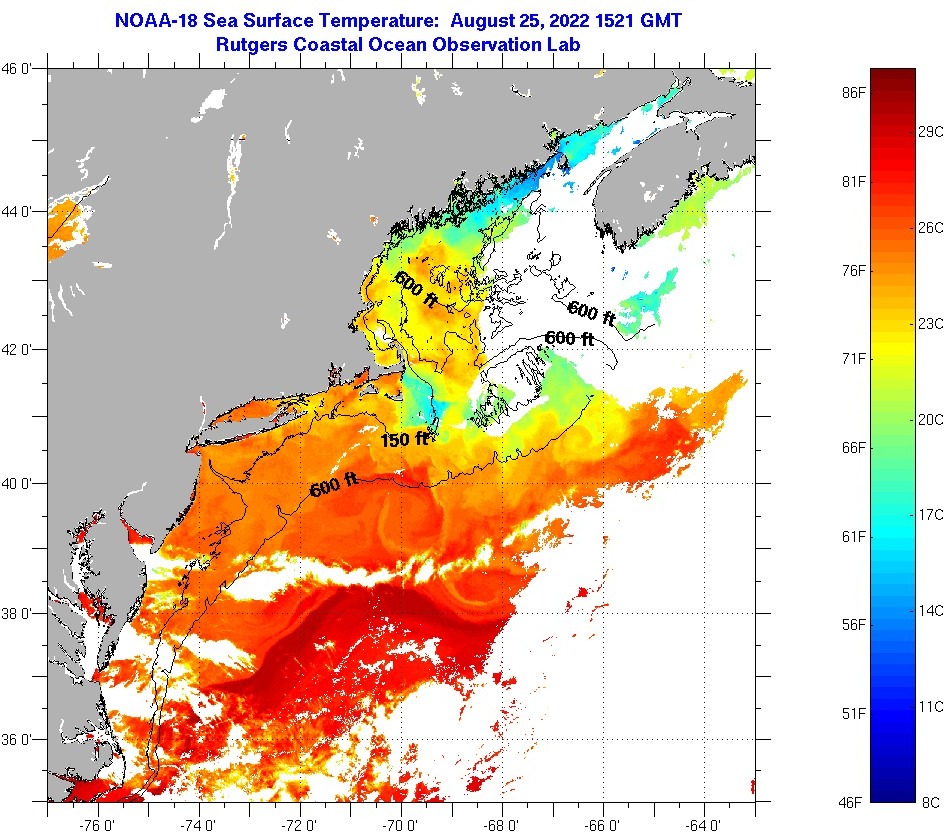 NOAA-18 Sea Surface Temperature: August 25, 2022 1521 GMT
Rutgers Coastal Ocean Observation Lab
46 0'
44 0'
42 0'
40 0'
38 0'
36 0'
-76 0'
-74 0'
-72 0'
-70 0'
-68 0'
-66 0'
-64 0'
600 ft
600 ft
600 ft
150 ft
600 ft
86F
81F
76F
71F
66F
61F
56F
51F
46F
29C
26C
23C
20C
17C
14C
11C
8C